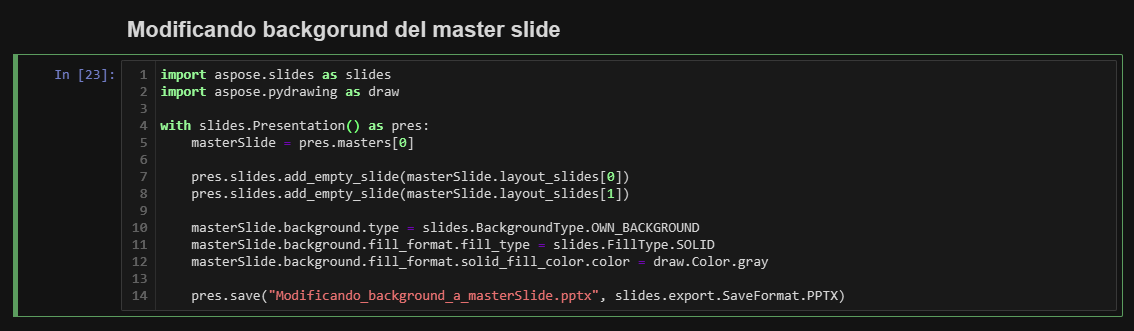 Modificando backgorund del master slide
In [23]:
1 import aspose.slides as slides
2 import aspose.pydrawing as draw
3
4 with slides.Presentation() as pres:
5     masterSlide = pres.masters[0]
6
7     pres.slides.add_empty_slide(masterSlide.layout_slides[0])
8     pres.slides.add_empty_slide(masterSlide.layout_slides[1])
9
10     masterSlide.background.type = slides.BackgroundType.OWN_BACKGROUND
11     masterSlide.background.fill_format.fill_type = slides.FillType.SOLID
12     masterSlide.background.fill_format.solid_fill_color.color = draw.Color.gray
13
14     pres.save("Modificando_background_a_masterSlide.pptx", slides.export.SaveFormat.PPTX)